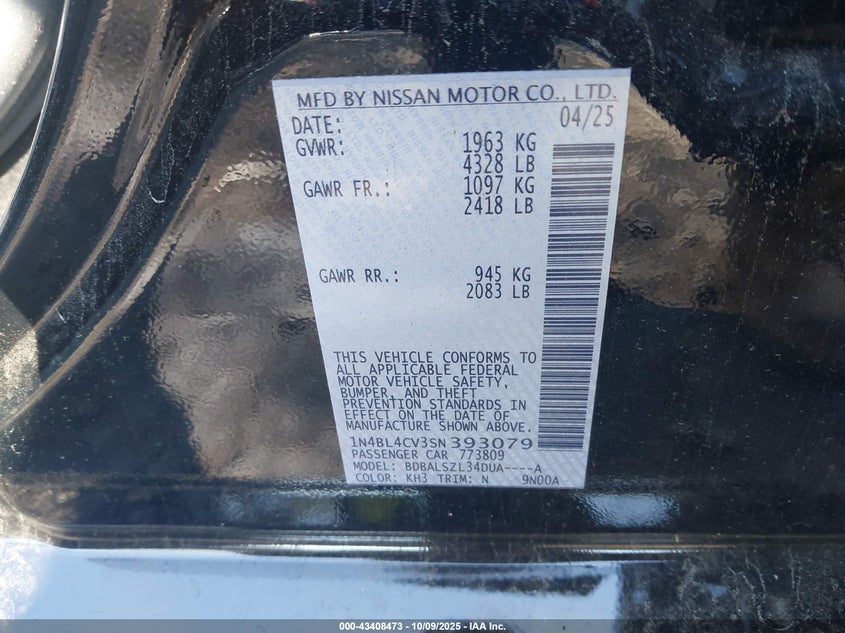 MFD BY NISSAN MOTOR CO., LTD.
DATE: 04/25
GVWR: 1963 KG
4328 LB
GAWR FR.: 1097 KG
2418 LB
GAWR RR.: 945 KG
2083 LB
THIS VEHICLE CONFORMS TO
ALL APPLICABLE FEDERAL
MOTOR VEHICLE SAFETY,
BUMPER, AND THEFT
PREVENTION STANDARDS IN
EFFECT ON THE DATE OF
MANUFACTURE SHOWN ABOVE.
1N4BL4CV3SN393079
PASSENGER CAR 773809
MODEL: BDBALSZL34DUA----A
COLOR: KH3 TRIM: N 9N00A
000-43408473 - 10/09/2025 - IAA Inc.